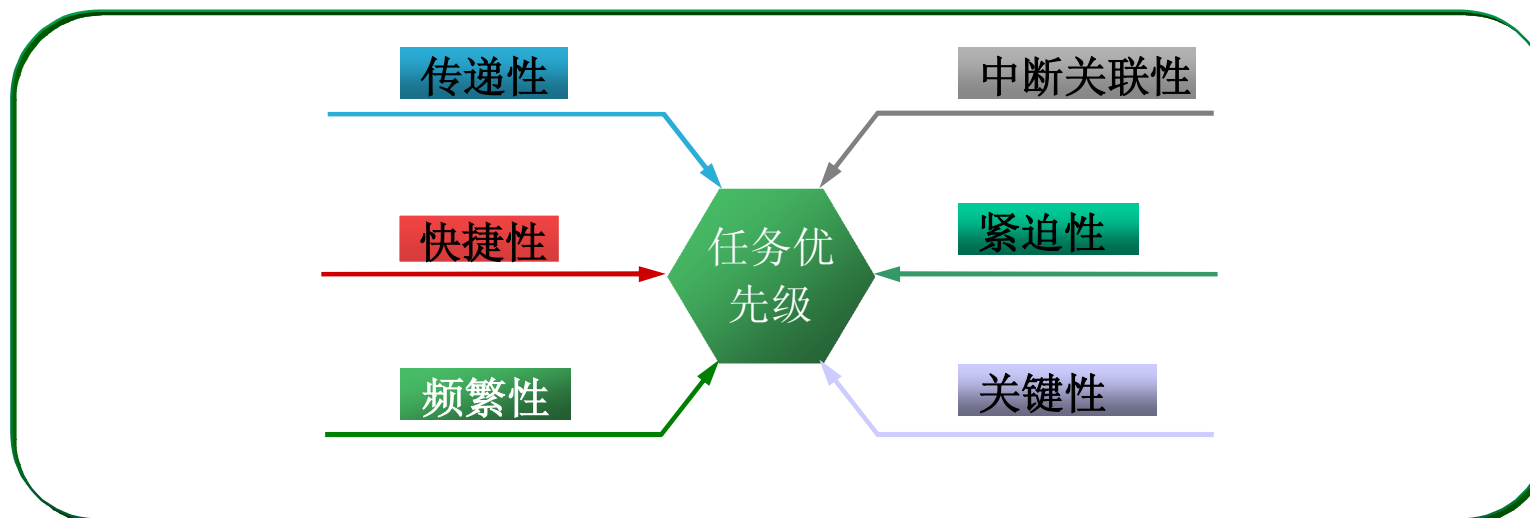 传递性
中断关联性
快捷性
紧迫性
任务优
先级
频繁性
关键性